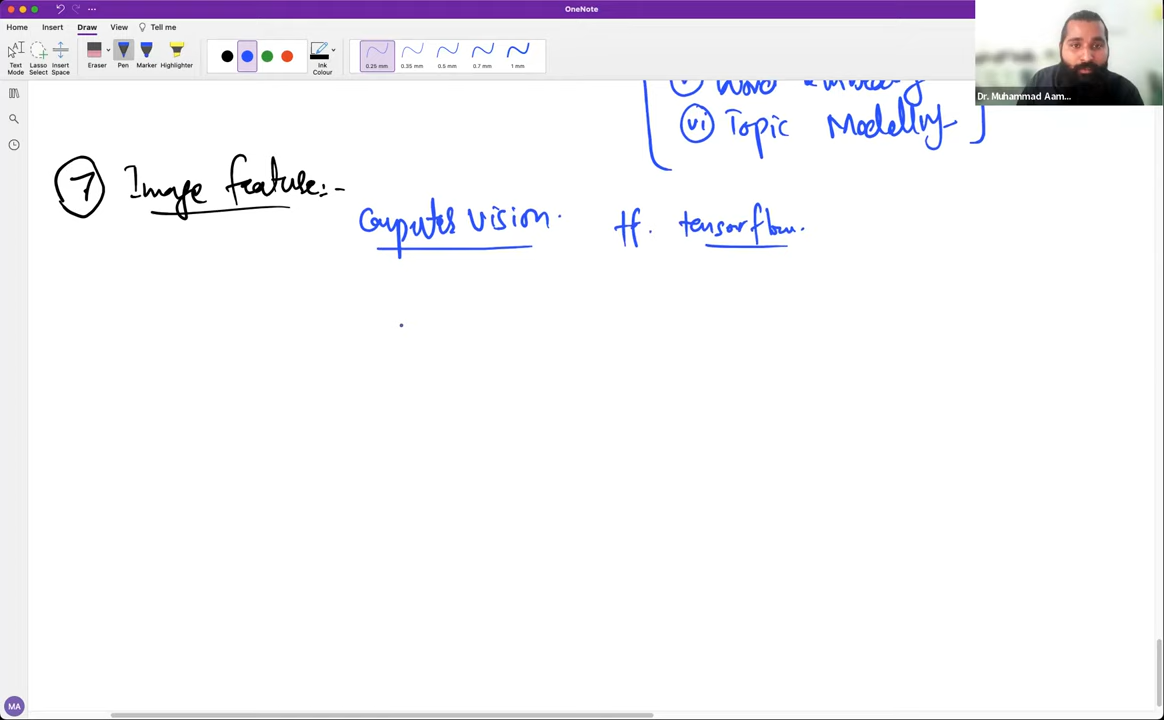 OneNote
Home Insert Draw View Tell me
Text Mode Lasso Select Insert Space Eraser Pen Marker Highlighter Ink Colour 0.25 mm 0.35 mm 0.5 mm 0.7 mm 1 mm
Dr. Muhammad Aam...
Word
vi Topic Modelling
7 Image feature:-
Computer vision. tf. tensorflow.
MA